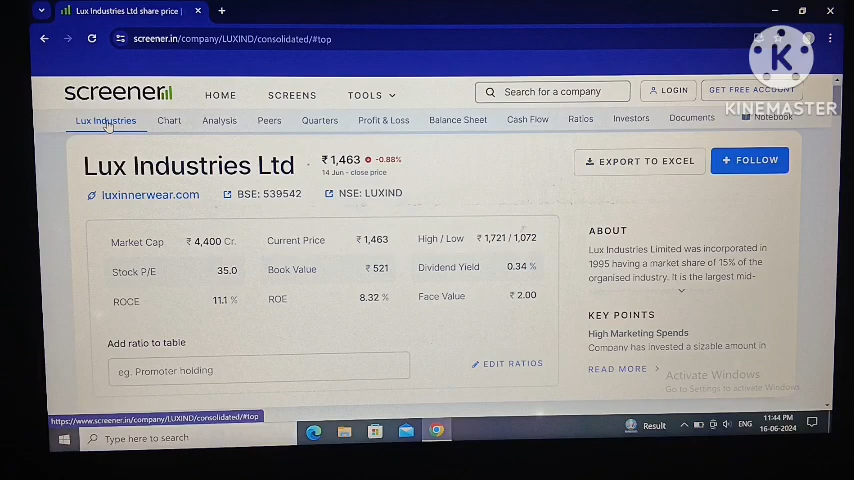 Lux Industries Ltd share price |
screener.in/company/LUXIND/consolidated/#top
screener HOME SCREENS TOOLS Search for a company LOGIN GET FREE ACCOUNT
K
KINEMASTER
Lux Industries Chart Analysis Peers Quarters Profit & Loss Balance Sheet Cash Flow Ratios Investors Documents Notebook
Lux Industries Ltd ₹ 1,463 -0.88%
14 Jun - close price
EXPORT TO EXCEL + FOLLOW
luxinnerwear.com BSE: 539542 NSE: LUXIND
Market Cap ₹ 4,400 Cr. Current Price ₹ 1,463 High / Low ₹ 1,721 / 1,072
Stock P/E 35.0 Book Value ₹ 521 Dividend Yield 0.34 %
ROCE 11.1 % ROE 8.32 % Face Value ₹ 2.00
Add ratio to table
eg. Promoter holding
EDIT RATIOS
ABOUT
Lux Industries Limited was incorporated in
1995 having a market share of 15% of the
organised industry. It is the largest mid-
KEY POINTS
High Marketing Spends
Company has invested a sizable amount in
READ MORE
Activate Windows
Go to Settings to activate Windows.
https://www.screener.in/company/LUXIND/consolidated/#top
Type here to search
Result
ENG
11:44 PM
16-06-2024